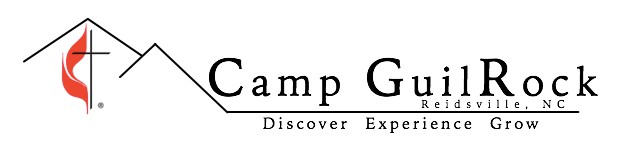 Camp GuilRock
Reidsville, NC
®
Discover Experience Grow